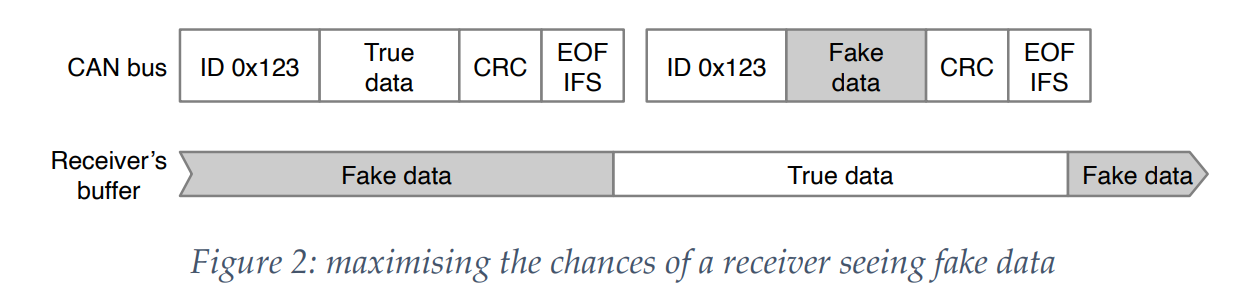 CAN bus
ID 0x123
True
data
CRC
EOF
IFS
ID 0x123
Fake
data
CRC
EOF
IFS
Receiver's
buffer
Fake data
True data
Fake data
Figure 2: maximising the chances of a receiver seeing fake data